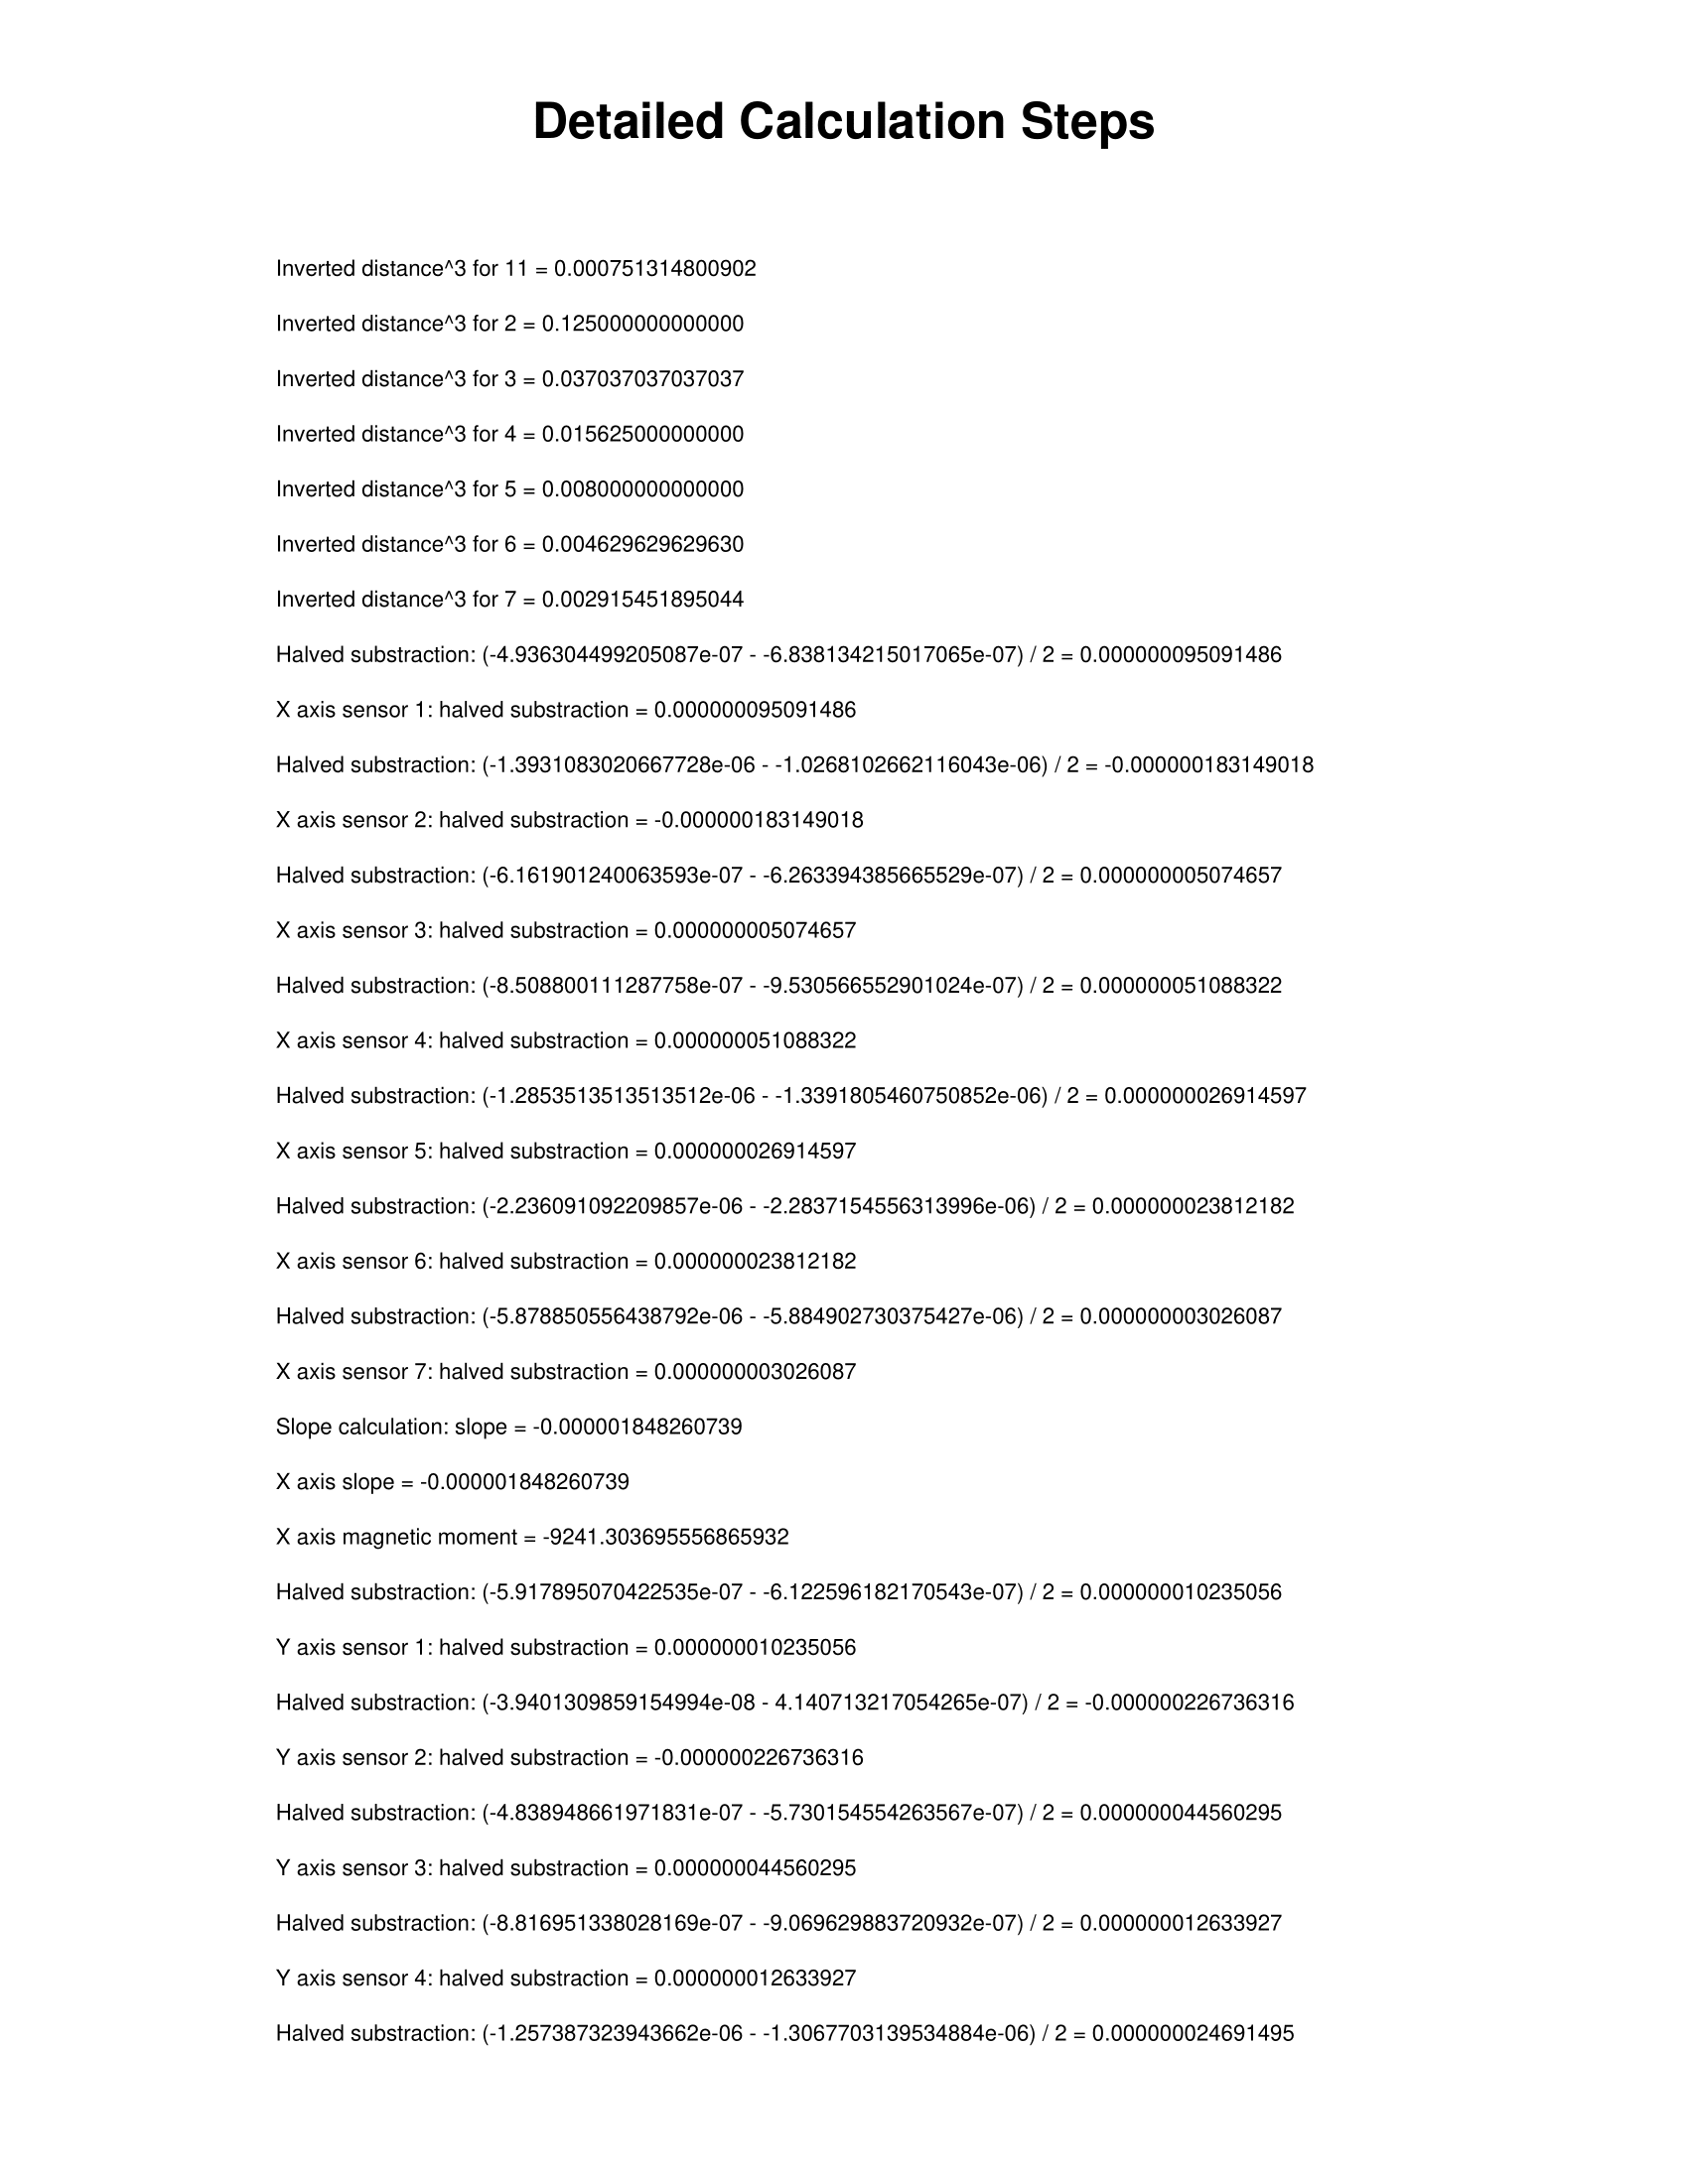 Detailed Calculation Steps
Inverted distance^3 for 11 = 0.000751314800902
Inverted distance^3 for 2 = 0.125000000000000
Inverted distance^3 for 3 = 0.037037037037037
Inverted distance^3 for 4 = 0.015625000000000
Inverted distance^3 for 5 = 0.008000000000000
Inverted distance^3 for 6 = 0.004629629629630
Inverted distance^3 for 7 = 0.002915451895044
Halved substraction: (-4.936304499205087e-07 - -6.838134215017065e-07) / 2 = 0.000000095091486
X axis sensor 1: halved substraction = 0.000000095091486
Halved substraction: (-1.3931083020667728e-06 - -1.0268102662116043e-06) / 2 = -0.000000183149018
X axis sensor 2: halved substraction = -0.000000183149018
Halved substraction: (-6.161901240063593e-07 - -6.263394385665529e-07) / 2 = 0.000000005074657
X axis sensor 3: halved substraction = 0.000000005074657
Halved substraction: (-8.508800111287758e-07 - -9.530566552901024e-07) / 2 = 0.000000051088322
X axis sensor 4: halved substraction = 0.000000051088322
Halved substraction: (-1.2853513513513512e-06 - -1.3391805460750852e-06) / 2 = 0.000000026914597
X axis sensor 5: halved substraction = 0.000000026914597
Halved substraction: (-2.236091092209857e-06 - -2.2837154556313996e-06) / 2 = 0.000000023812182
X axis sensor 6: halved substraction = 0.000000023812182
Halved substraction: (-5.878850556438792e-06 - -5.884902730375427e-06) / 2 = 0.000000003026087
X axis sensor 7: halved substraction = 0.000000003026087
Slope calculation: slope = -0.000001848260739
X axis slope = -0.000001848260739
X axis magnetic moment = -9241.303695556865932
Halved substraction: (-5.917895070422535e-07 - -6.122596182170543e-07) / 2 = 0.000000010235056
Y axis sensor 1: halved substraction = 0.000000010235056
Halved substraction: (-3.9401309859154994e-08 - 4.140713217054265e-07) / 2 = -0.000000226736316
Y axis sensor 2: halved substraction = -0.000000226736316
Halved substraction: (-4.838948661971831e-07 - -5.730154554263567e-07) / 2 = 0.000000044560295
Y axis sensor 3: halved substraction = 0.000000044560295
Halved substraction: (-8.816951338028169e-07 - -9.069629883720932e-07) / 2 = 0.000000012633927
Y axis sensor 4: halved substraction = 0.000000012633927
Halved substraction: (-1.257387323943662e-06 - -1.3067703139534884e-06) / 2 = 0.000000024691495